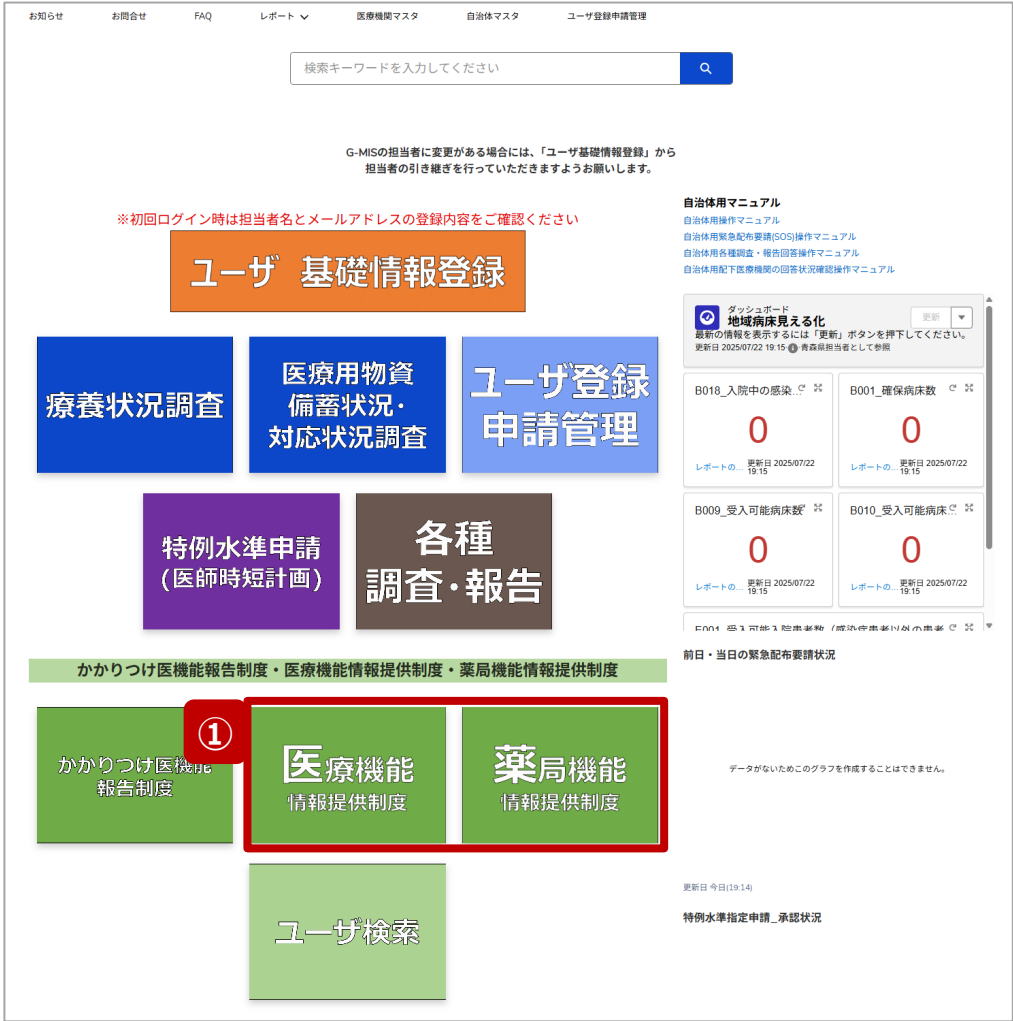 お知らせ お問合せ FAQ レポート 医療機関マスタ 自治体マスタ ユーザ登録申請管理
検索キーワードを入力してください
G-MISの担当者に変更がある場合には、「ユーザ基礎情報登録」から
担当者の引き継ぎを行っていただきますようお願いします。
※初回ログイン時は担当者名とメールアドレスの登録内容をご確認ください
ユーザ 基礎情報登録
療養状況調査
医療用物資
備蓄状況・
対応状況調査
ユーザ登録
申請管理
特例水準申請
(医師時短計画)
各種
調査・報告
かかりつけ医機能報告制度・医療機能情報提供制度・薬局機能情報提供制度
①
かかりつけ医機能
報告制度
医療機能
情報提供制度
薬局機能
情報提供制度
ユーザ検索
自治体用マニュアル
自治体用操作マニュアル
自治体用緊急配布要請(SOS)操作マニュアル
自治体用各種調査・報告回答操作マニュアル
自治体用配下医療機関の回答状況確認操作マニュアル
ダッシュボード
地域病床見える化
更新
最新の情報を表示するには「更新」ボタンを押下してください。
更新日 2025/07/22 19:15・青森県担当者として参照
B018_入院中の感染...
0
レポートの... 更新日 2025/07/22
19:15
B001_確保病床数
0
レポートの... 更新日 2025/07/22
19:15
B009_受入可能病床数
0
レポートの... 更新日 2025/07/22
19:15
B010_受入可能病床...
0
レポートの... 更新日 2025/07/22
19:15
E001_受入可能入院患者数（感染症患者以外の患者
前日・当日の緊急配布要請状況
データがないためこのグラフを作成することはできません。
更新日 今日(19:14)
特例水準指定申請_承認状況